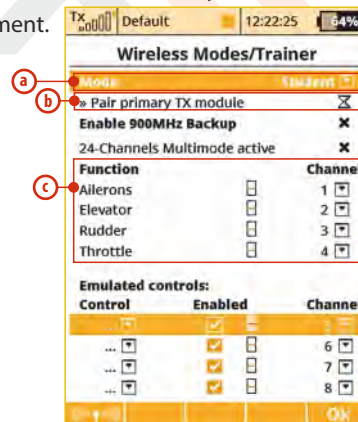 ment.
Tx Default 12:22:25 64%
Wireless Modes/Trainer
a
Mode Student
b
» Pair primary TX module
Enable 900MHz Backup ×
24-Channels Multimode active ×
Function Channe
c
Ailerons 1
Elevator 2
Rudder 3
Throttle 4
Emulated controls:
Control Enabled Channe
...
... 6
... 7
... 8
Ok